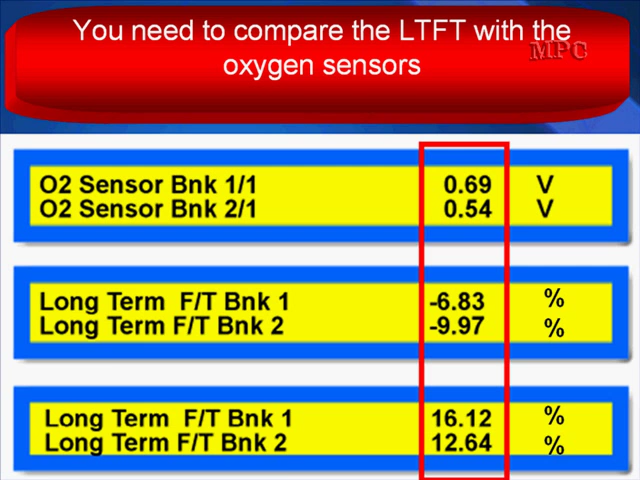 You need to compare the LTFT with the
oxygen sensors
MPC
O2 Sensor Bnk 1/1 0.69 V
O2 Sensor Bnk 2/1 0.54 V
Long Term F/T Bnk 1 -6.83 %
Long Term F/T Bnk 2 -9.97 %
Long Term F/T Bnk 1 16.12 %
Long Term F/T Bnk 2 12.64 %